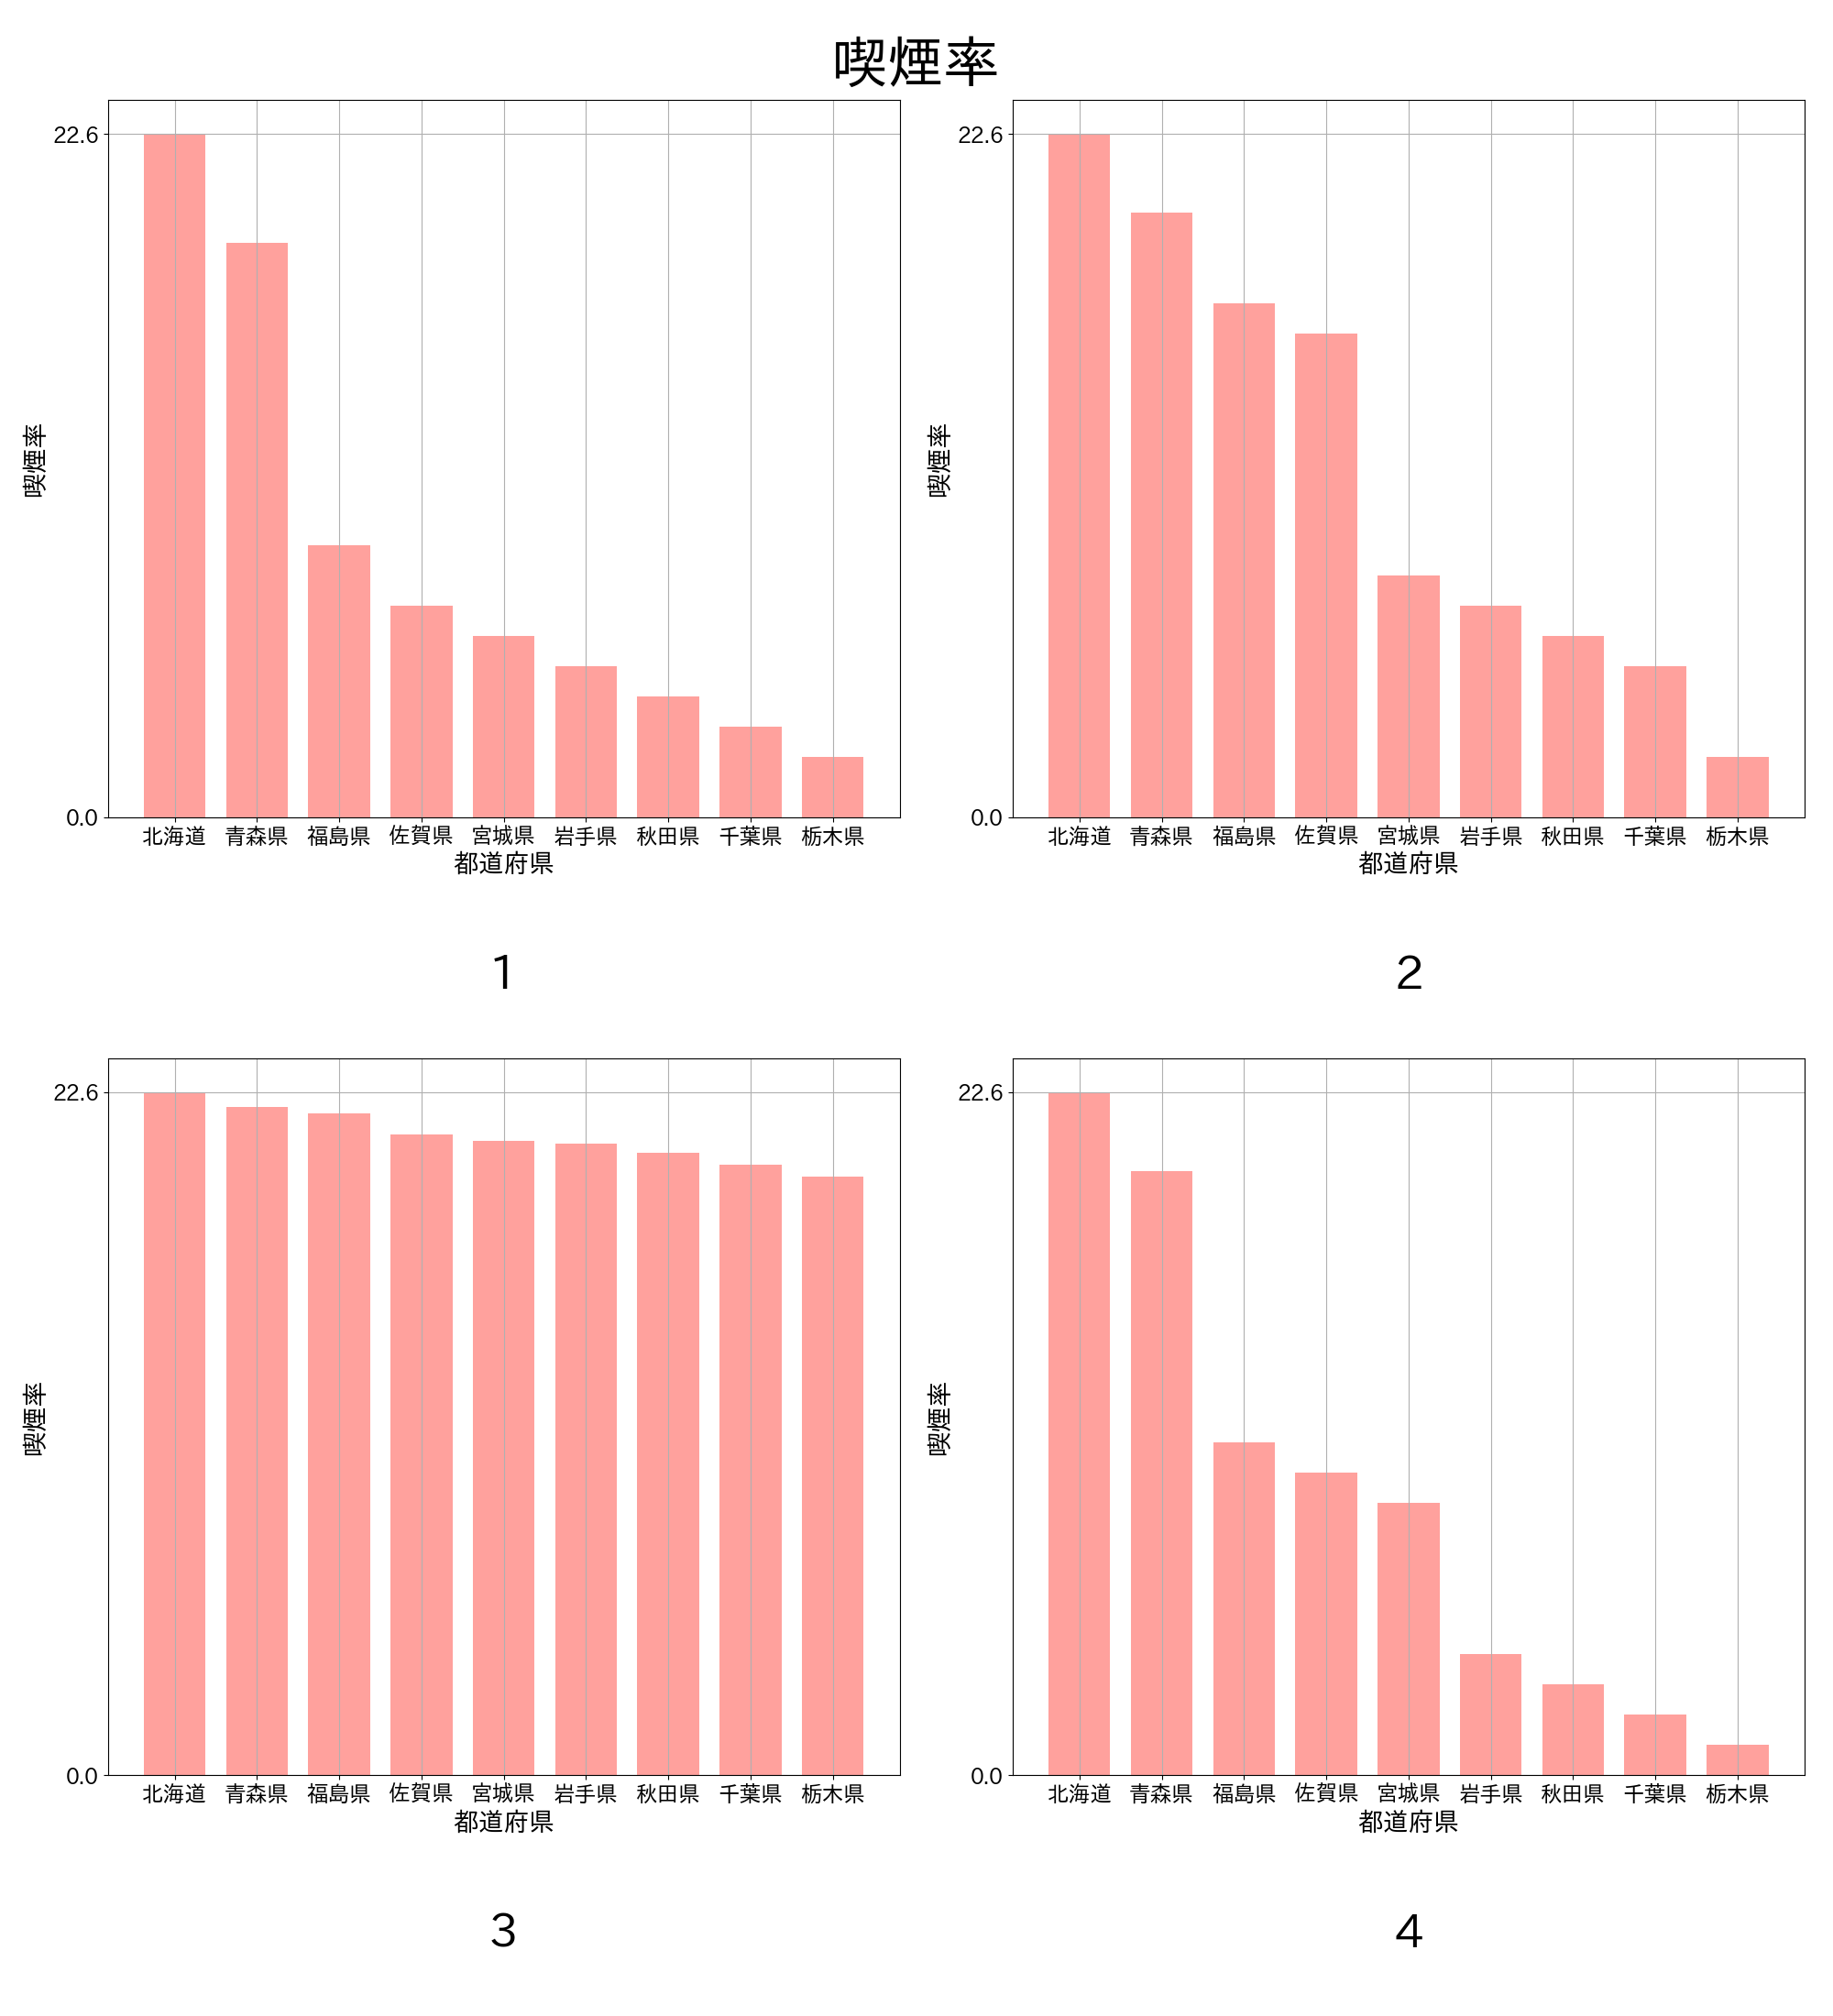 喫煙率
22.6
0.0
喫煙率
北海道 青森県 福島県 佐賀県 宮城県 岩手県 秋田県 千葉県 栃木県
都道府県
1
22.6
0.0
喫煙率
北海道 青森県 福島県 佐賀県 宮城県 岩手県 秋田県 千葉県 栃木県
都道府県
2
22.6
0.0
喫煙率
北海道 青森県 福島県 佐賀県 宮城県 岩手県 秋田県 千葉県 栃木県
都道府県
3
22.6
0.0
喫煙率
北海道 青森県 福島県 佐賀県 宮城県 岩手県 秋田県 千葉県 栃木県
都道府県
4